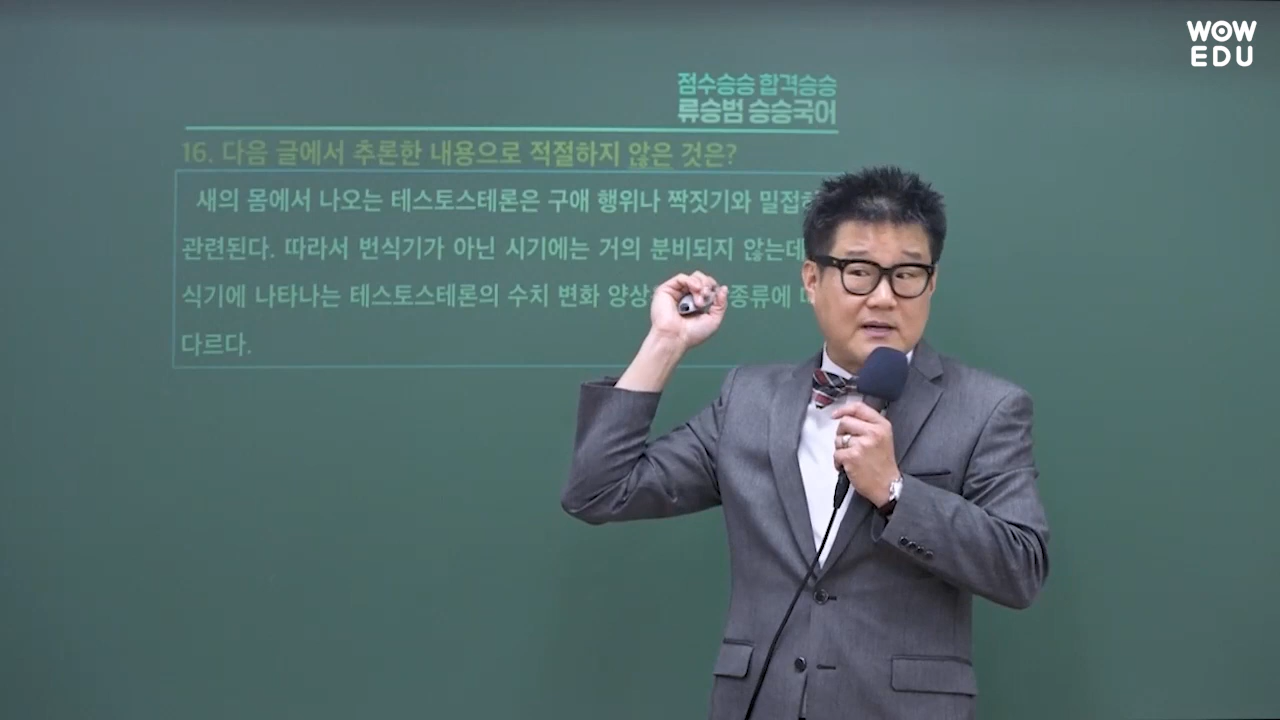 WOW
EDU
점수승승 합격승승
류승범 승승국어
16. 다음 글에서 추론한 내용으로 적절하지 않은 것은?
새의 몸에서 나오는 테스토스테론은 구애 행위나 짝짓기와
관련된다. 따라서 번식기가 아닌 시기에는 거의 분비되지 않는데
식기에 나타나는 테스토스테론의 수치 변화 종류에
다르다.